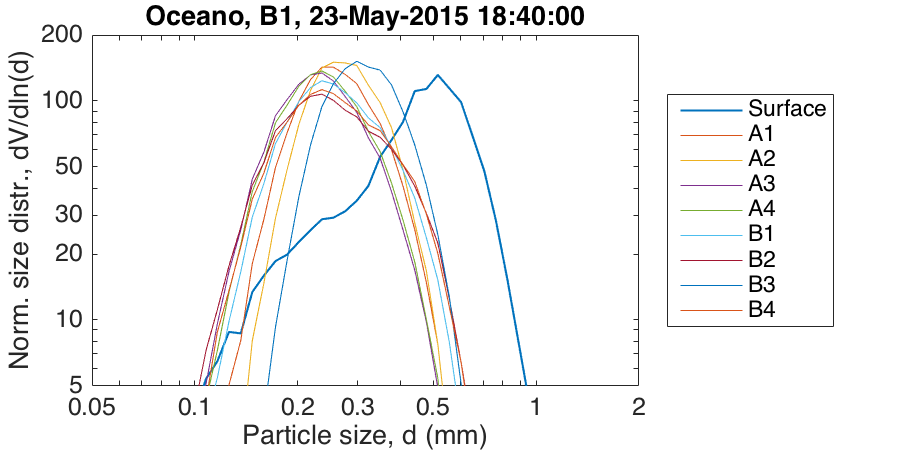 Oceano, B1, 23-May-2015 18:40:00
Norm. size distr., dV/dln(d)
200
100
50
30
20
10
5
0.05
0.1
0.2
0.3
0.5
1
2
Particle size, d (mm)
Surface
A1
A2
A3
A4
B1
B2
B3
B4